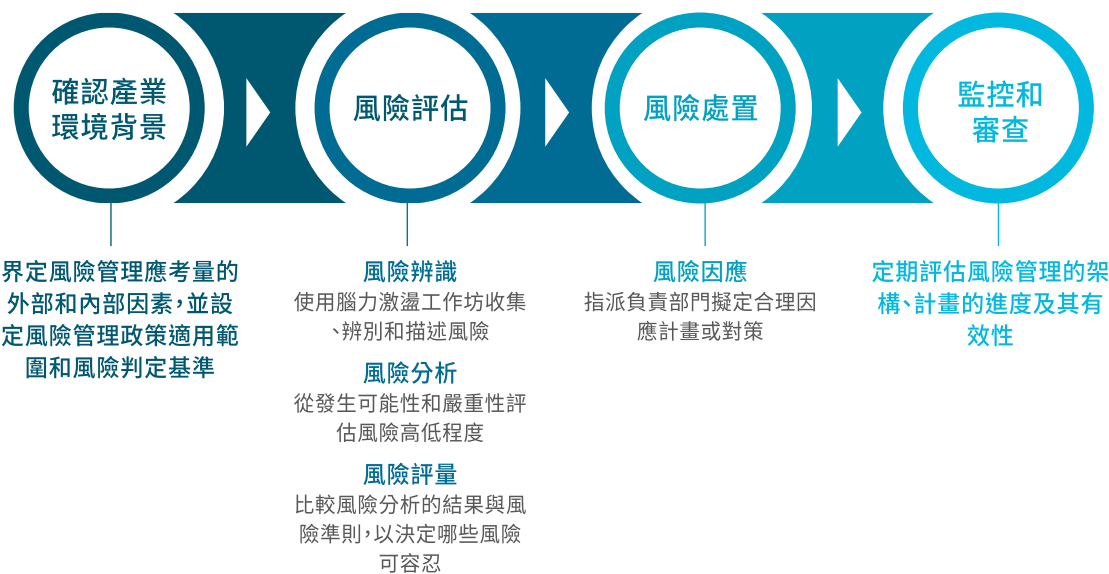 確認產業
環境背景
風險評估
風險處置
監控和
審查
界定風險管理應考量的
外部和內部因素，並設
定風險管理政策適用範
圍和風險判定基準
風險辨識
使用腦力激盪工作坊收集
、辨別和描述風險
風險分析
從發生可能性和嚴重性評
估風險高低程度
風險評量
比較風險分析的結果與風
險準則，以決定哪些風險
可容忍
風險因應
指派負責部門擬定合理因
應計畫或對策
定期評估風險管理的架
構、計畫的進度及其有
效性